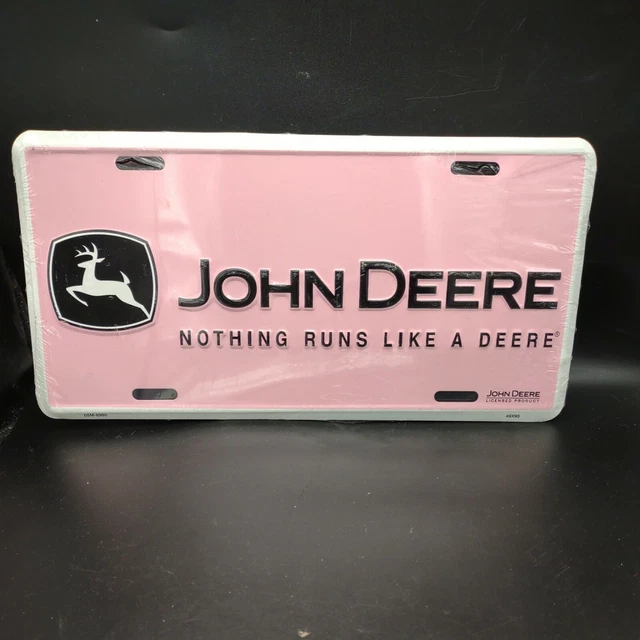 JOHN DEERE
NOTHING RUNS LIKE A DEERE®
JOHN DEERE
LICENSED PRODUCT